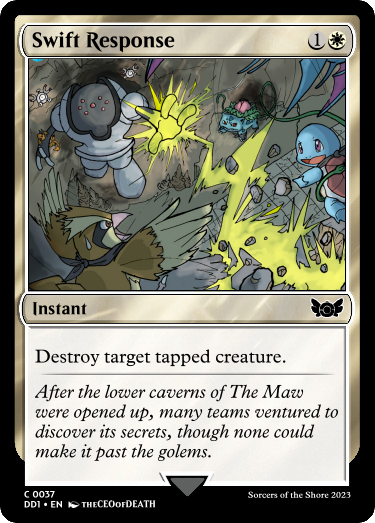 Swift Response 1
Instant
Destroy target tapped creature.
After the lower caverns of The Maw
were opened up, many teams ventured to
discover its secrets, though none could
make it past the golems.
C 0037
DD1 • EN THECEOOFDEATH
Sorcers of the Shore 2023